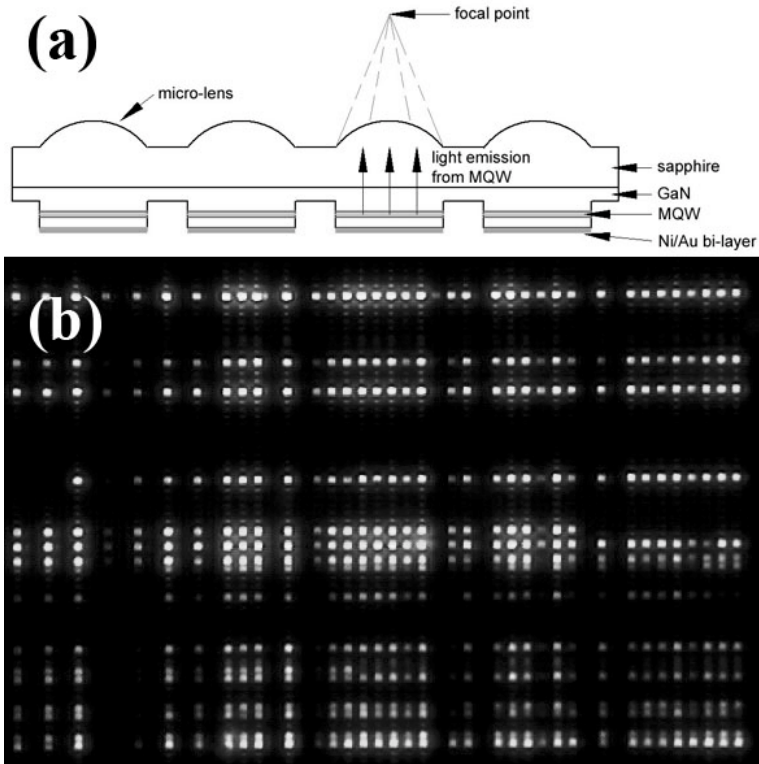 (a)
focal point
micro-lens
light emission
from MQW
sapphire
GaN
MQW
Ni/Au bi-layer
(b)